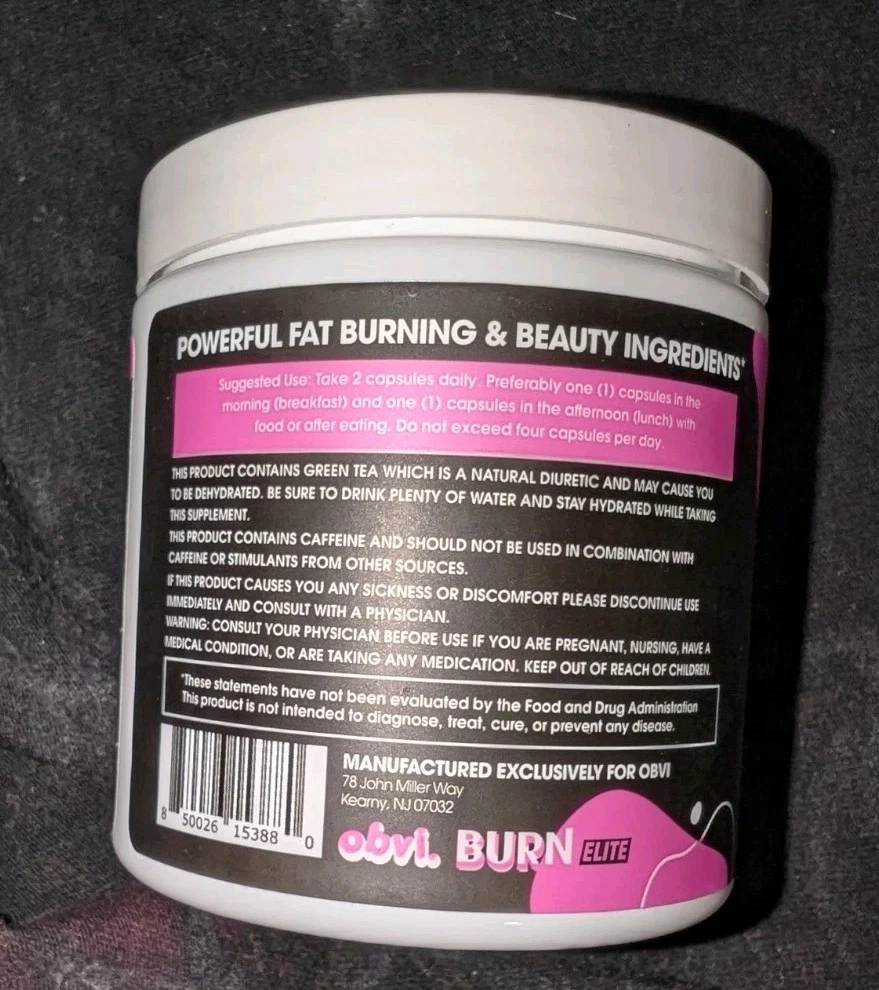 POWERFUL FAT BURNING & BEAUTY INGREDIENTS*
Suggested Use: Take 2 capsules daily. Preferably one (1) capsules in the
morning (breakfast) and one (1) capsules in the afternoon (lunch) with
food or after eating. Do not exceed four capsules per day.
THIS PRODUCT CONTAINS GREEN TEA WHICH IS A NATURAL DIURETIC AND MAY CAUSE YOU
TO BE DEHYDRATED. BE SURE TO DRINK PLENTY OF WATER AND STAY HYDRATED WHILE TAKING
THIS SUPPLEMENT.
THIS PRODUCT CONTAINS CAFFEINE AND SHOULD NOT BE USED IN COMBINATION WITH
CAFFEINE OR STIMULANTS FROM OTHER SOURCES.
IF THIS PRODUCT CAUSES YOU ANY SICKNESS OR DISCOMFORT PLEASE DISCONTINUE USE
IMMEDIATELY AND CONSULT WITH A PHYSICIAN.
WARNING: CONSULT YOUR PHYSICIAN BEFORE USE IF YOU ARE PREGNANT, NURSING, HAVE A
MEDICAL CONDITION, OR ARE TAKING ANY MEDICATION. KEEP OUT OF REACH OF CHILDREN.
*These statements have not been evaluated by the Food and Drug Administration
This product is not intended to diagnose, treat, cure, or prevent any disease.
MANUFACTURED EXCLUSIVELY FOR OBVI
78 John Miller Way
Kearny, NJ 07032
8 50026 15388 0
obvi. BURN ELITE